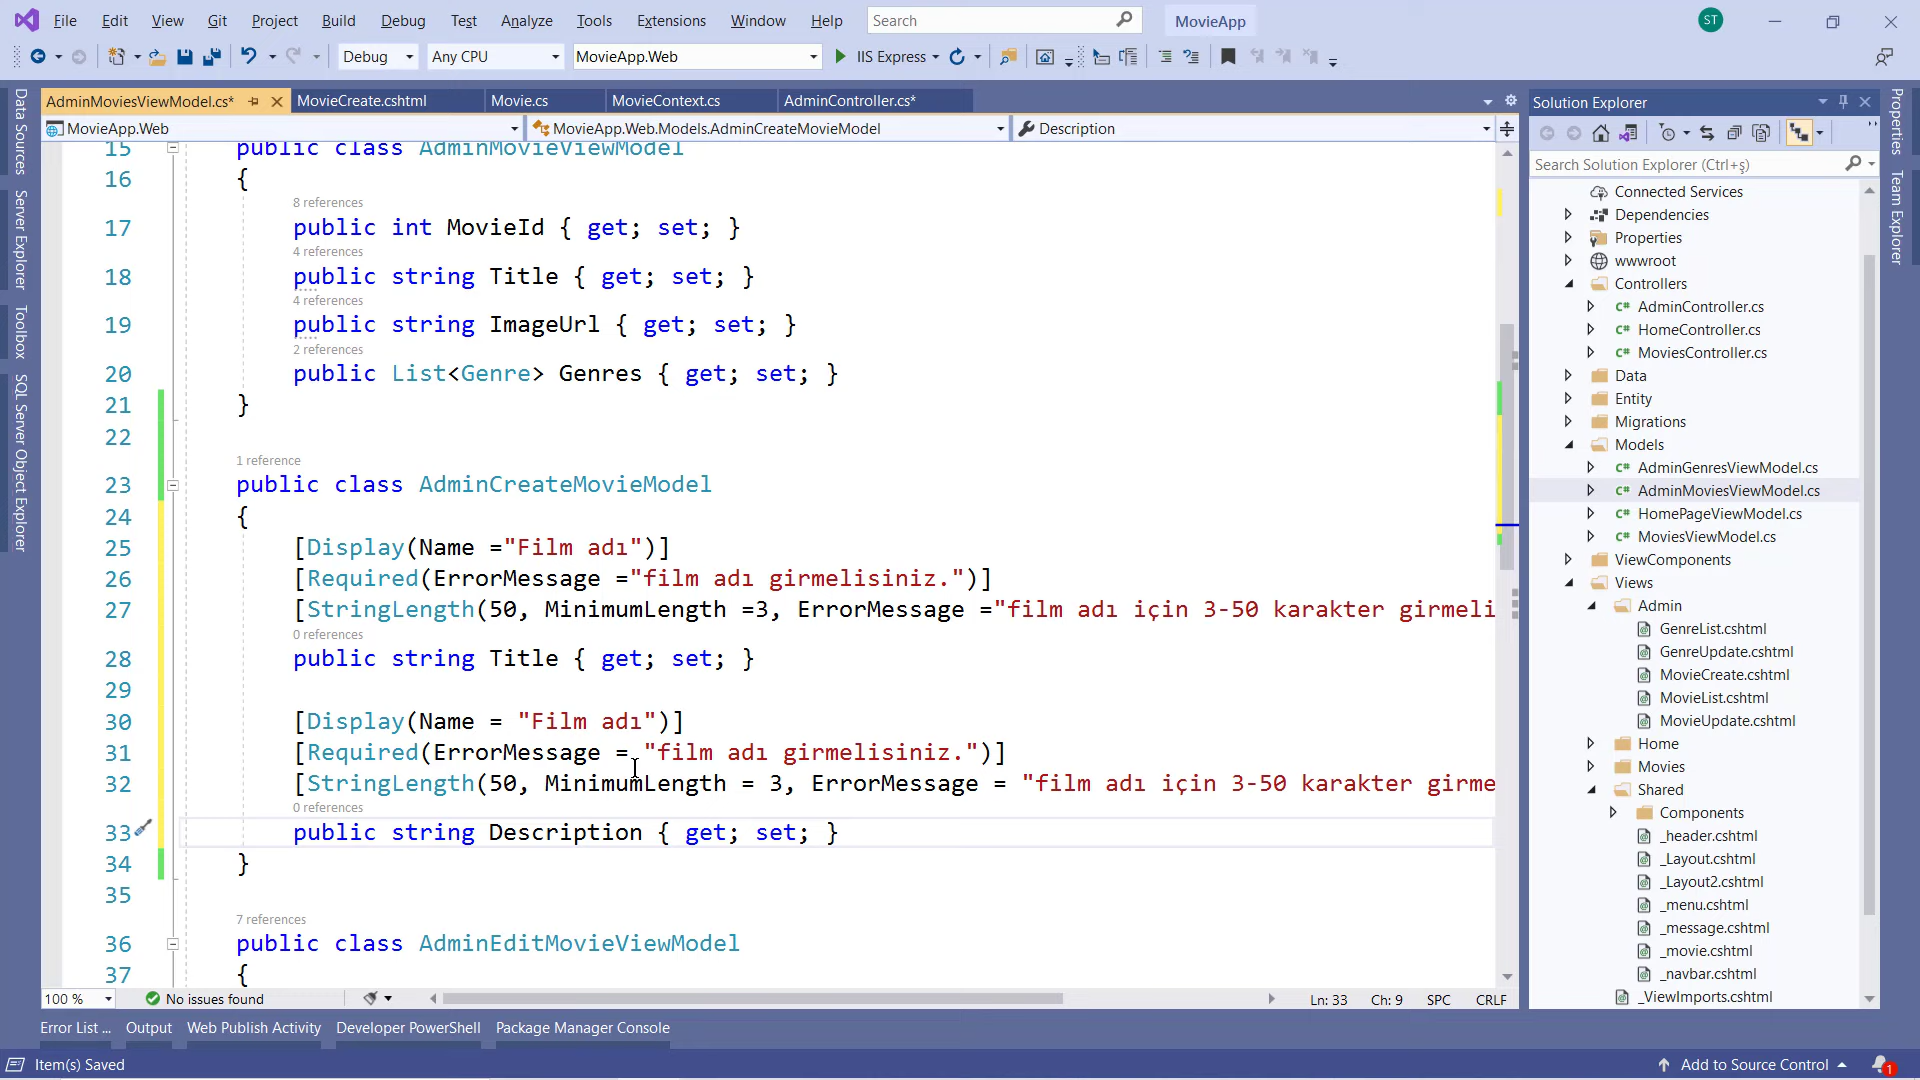 File Edit View Git Project Build Debug Test Analyze Tools Extensions Window Help Search MovieApp ST
Debug Any CPU MovieApp.Web IIS Express
AdminMoviesViewModel.cs* MovieCreate.cshtml Movie.cs MovieContext.cs AdminController.cs*
MovieApp.Web MovieApp.Web.Models.AdminCreateMovieModel Description
15 public class AdminMovieViewModel
16 {
8 references
17 public int MovieId { get; set; }
4 references
18 public string Title { get; set; }
4 references
19 public string ImageUrl { get; set; }
2 references
20 public List<Genre> Genres { get; set; }
21 }
22
1 reference
23 public class AdminCreateMovieModel
24 {
25 [Display(Name ="Film adı")]
26 [Required(ErrorMessage ="film adı girmelisiniz.")]
27 [StringLength(50, MinimumLength =3, ErrorMessage ="film adı için 3-50 karakter girmeli
0 references
28 public string Title { get; set; }
29
30 [Display(Name = "Film adı")]
31 [Required(ErrorMessage = "film adı girmelisiniz.")]
32 [StringLength(50, MinimumLength = 3, ErrorMessage = "film adı için 3-50 karakter girme
0 references
33 public string Description { get; set; }
34 }
35
7 references
36 public class AdminEditMovieViewModel
37 {
100 % No issues found Ln: 33 Ch: 9 SPC CRLF
Error List ... Output Web Publish Activity Developer PowerShell Package Manager Console
Item(s) Saved Add to Source Control 1
Data Sources
Server Explorer
Toolbox
SQL Server Object Explorer
Solution Explorer
Search Solution Explorer (Ctrl+ş)
Connected Services
Dependencies
Properties
wwwroot
Controllers
C# AdminController.cs
C# HomeController.cs
C# MoviesController.cs
Data
Entity
Migrations
Models
C# AdminGenresViewModel.cs
C# AdminMoviesViewModel.cs
C# HomePageViewModel.cs
C# MoviesViewModel.cs
ViewComponents
Views
Admin
GenreList.cshtml
GenreUpdate.cshtml
MovieCreate.cshtml
MovieList.cshtml
MovieUpdate.cshtml
Home
Movies
Shared
Components
_header.cshtml
_Layout.cshtml
_Layout2.cshtml
_menu.cshtml
_message.cshtml
_movie.cshtml
_navbar.cshtml
_ViewImports.cshtml
Properties
Team Explorer